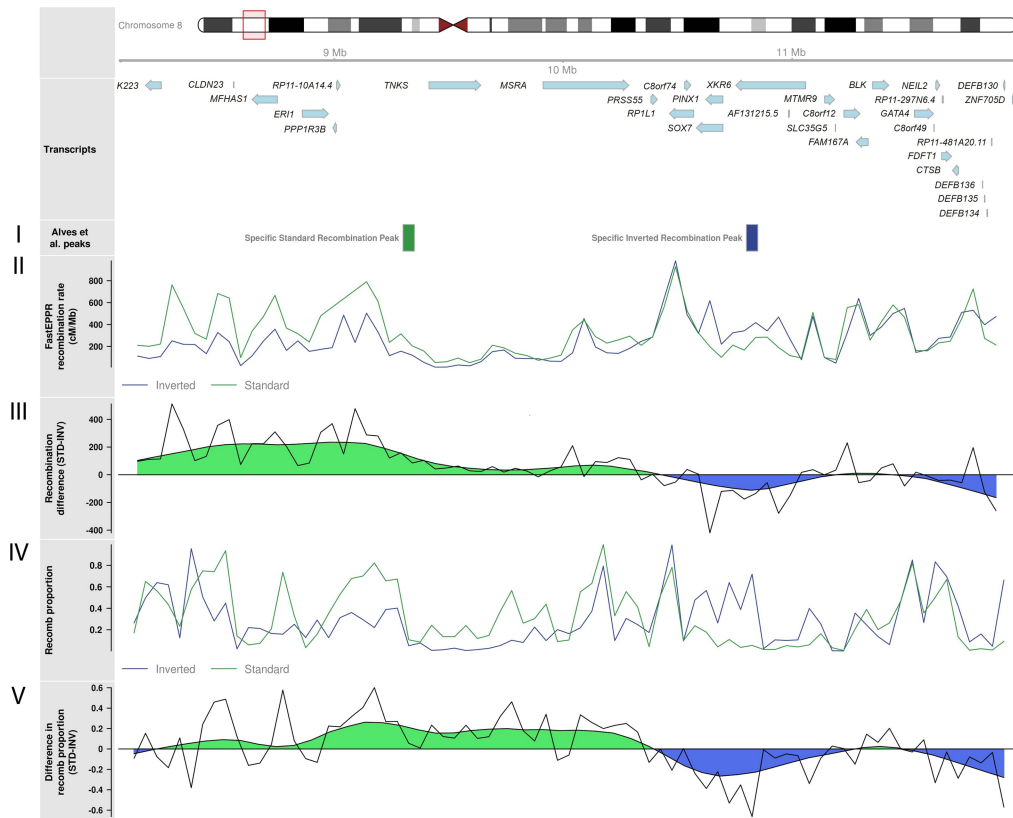 Chromosome 8
9 Mb
11 Mb
10 Mb
Transcripts
K223
CLDN23
RP11-10A14.4
TNKS
MSRA
C8orf74
XKR6
BLK
NEIL2
DEFB130
MFHAS1
PRSS55
PINX1
MTMR9
RP11-297N6.4
ZNF705D
ERI1
RP1L1
AF131215.5
C8orf12
GATA4
PPP1R3B
SOX7
SLC35G5
C8orf49
FAM167A
RP11-481A20.11
FDFT1
CTSB
DEFB136
DEFB135
DEFB134
I
Alves et
al. peaks
Specific Standard Recombination Peak
Specific Inverted Recombination Peak
II
FastEPPR
recombination rate
(cM/Mb)
800
600
400
200
Inverted
Standard
III
Recombination
difference (STD-INV)
400
200
0
-200
-400
IV
Recomb proportion
0.8
0.6
0.4
0.2
Inverted
Standard
V
Difference in
recomb proportion
(STD-INV)
0.6
0.4
0.2
0
-0.2
-0.4
-0.6